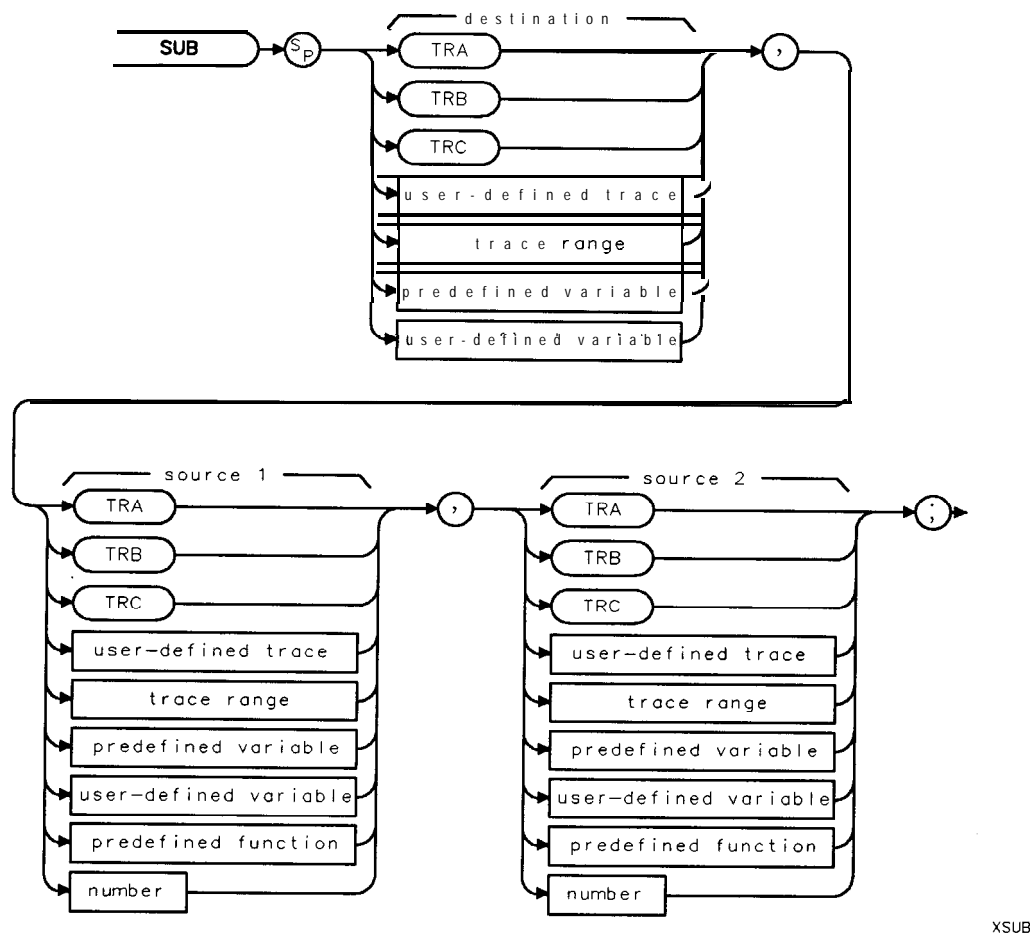 destination
SUB
SP
TRA
,
TRB
TRC
user-defined trace
trace range
predefined variable
user-defined variable
source 1
source 2
TRA
,
TRA
;
TRB
TRB
TRC
TRC
user-defined trace
user-defined trace
trace range
trace range
predefined variable
predefined variable
user-defined variable
user-defined variable
predefined function
predefined function
number
number
XSUB